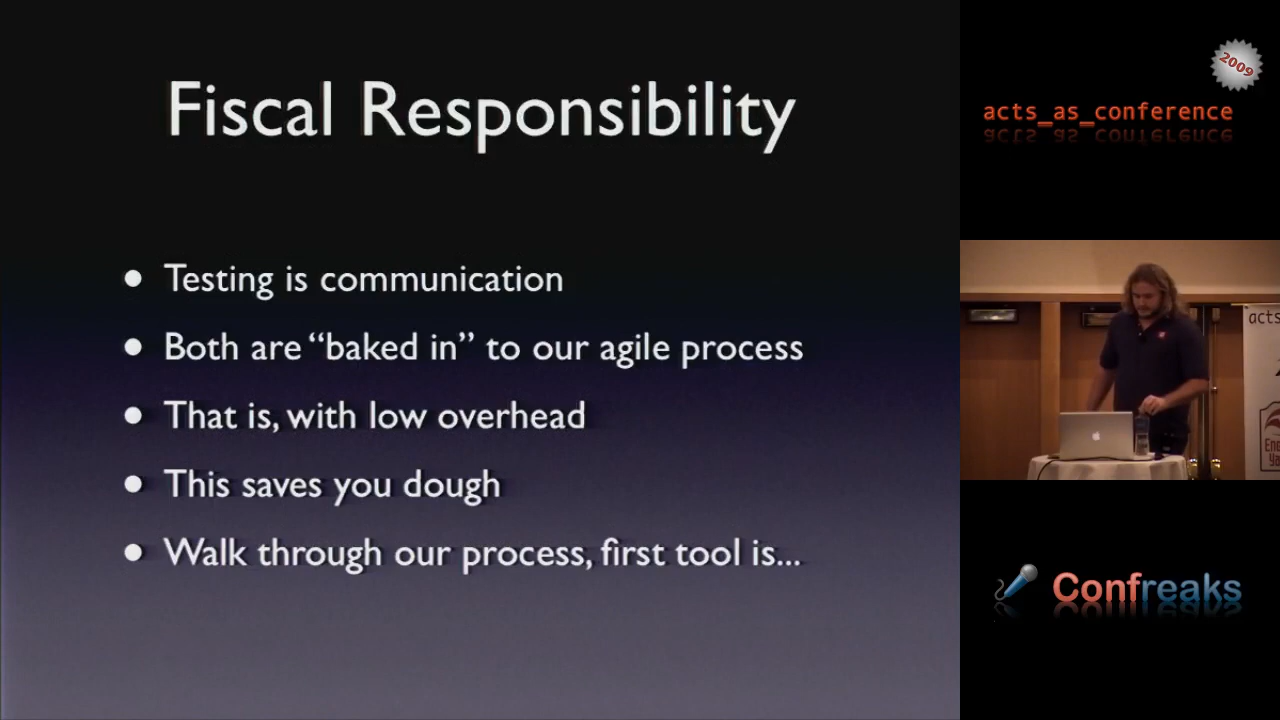 Fiscal Responsibility
• Testing is communication
• Both are “baked in” to our agile process
• That is, with low overhead
• This saves you dough
• Walk through our process, first tool is...
2009
acts_as_conference
acts
Confreaks